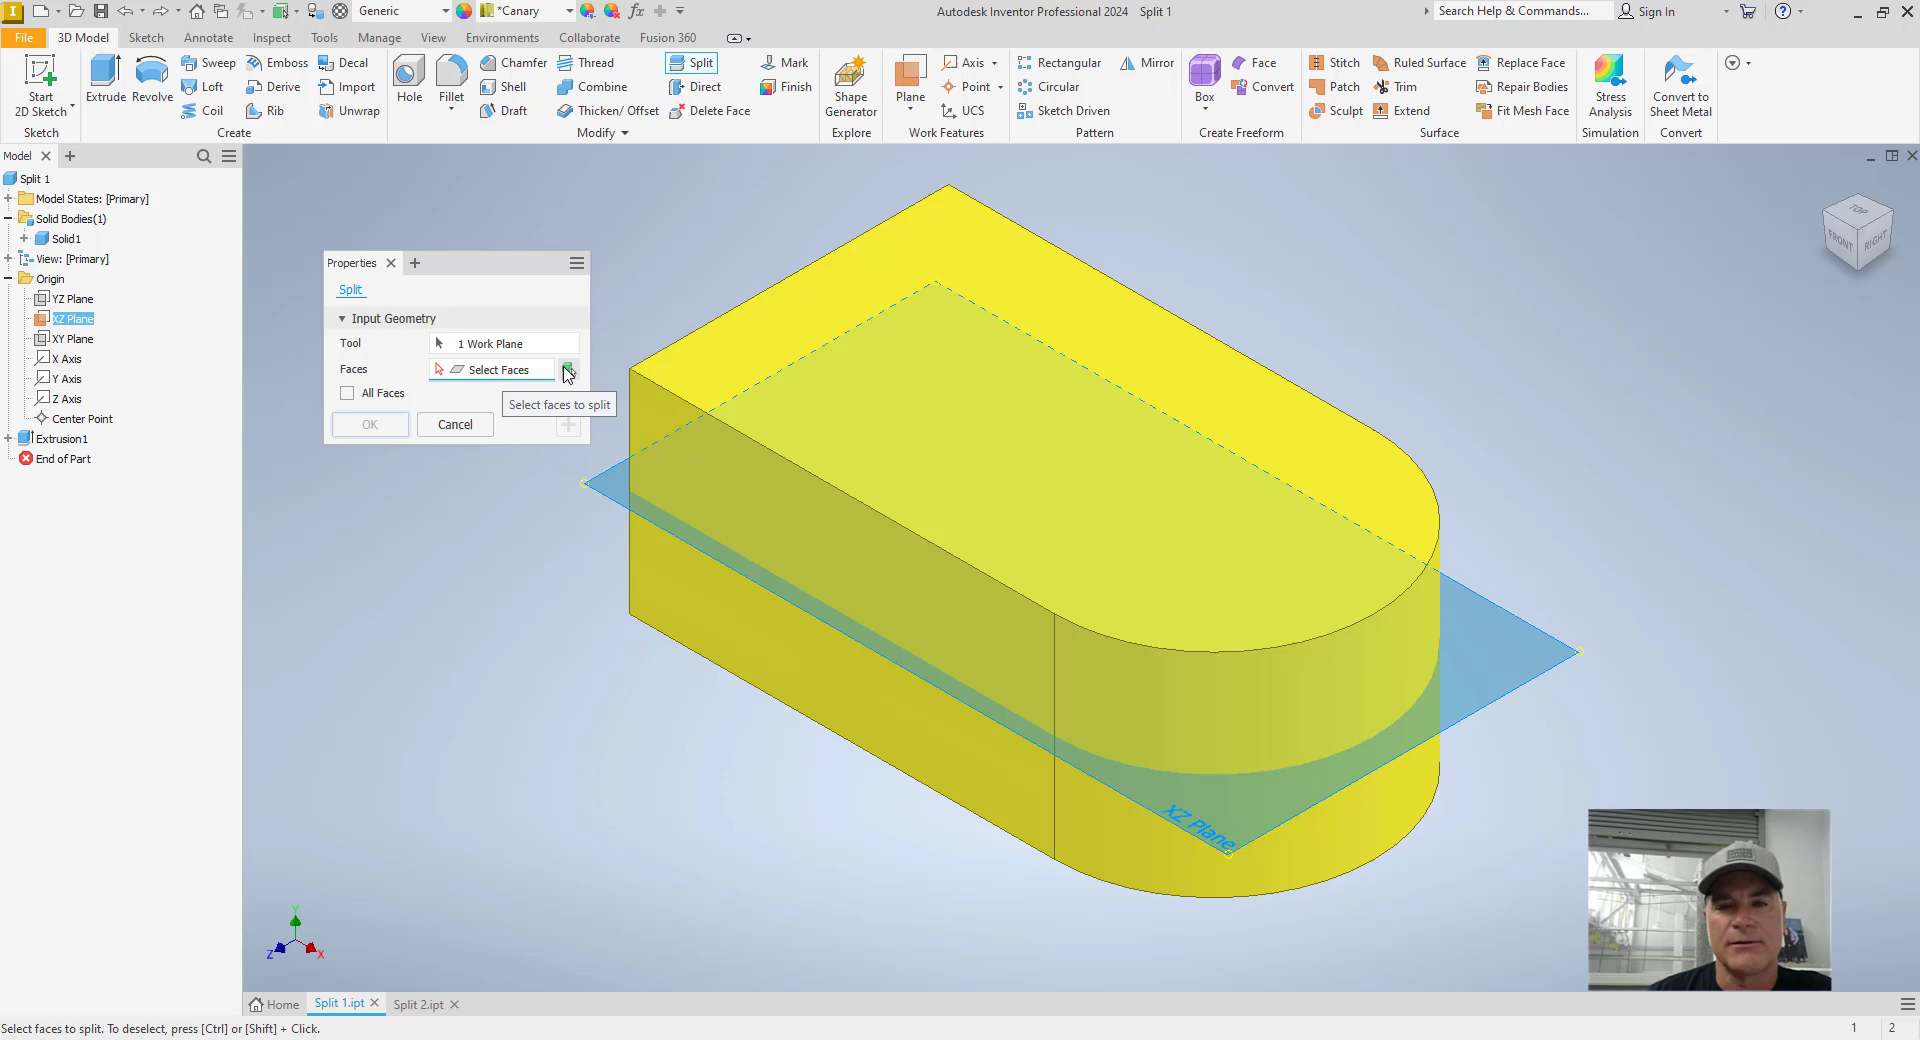 Generic
*Canary
fx
Autodesk Inventor Professional 2024 Split 1
Search Help & Commands...
Sign In
File 3D Model Sketch Annotate Inspect Tools Manage View Environments Collaborate Fusion 360
Start
2D Sketch
Sketch
Extrude
Revolve
Sweep
Loft
Coil
Emboss
Derive
Rib
Decal
Import
Unwrap
Create
Hole
Fillet
Chamfer
Shell
Draft
Thread
Combine
Thicken/ Offset
Split
Direct
Delete Face
Mark
Finish
Modify
Shape
Generator
Explore
Plane
Axis
Point
UCS
Work Features
Rectangular
Circular
Sketch Driven
Mirror
Pattern
Box
Face
Convert
Create Freeform
Stitch
Patch
Sculpt
Ruled Surface
Trim
Extend
Replace Face
Repair Bodies
Fit Mesh Face
Surface
Stress
Analysis
Simulation
Convert to
Sheet Metal
Convert
Model
Split 1
Model States: [Primary]
Solid Bodies(1)
Solid1
View: [Primary]
Origin
YZ Plane
XZ Plane
XY Plane
X Axis
Y Axis
Z Axis
Center Point
Extrusion1
End of Part
Properties
Split
Input Geometry
Tool 1 Work Plane
Faces Select Faces
All Faces
Select faces to split
OK Cancel
TOP
FRONT
RIGHT
XZ Plane
Y
Z
X
Home Split 1.ipt Split 2.ipt
Select faces to split. To deselect, press [Ctrl] or [Shift] + Click.
1 2